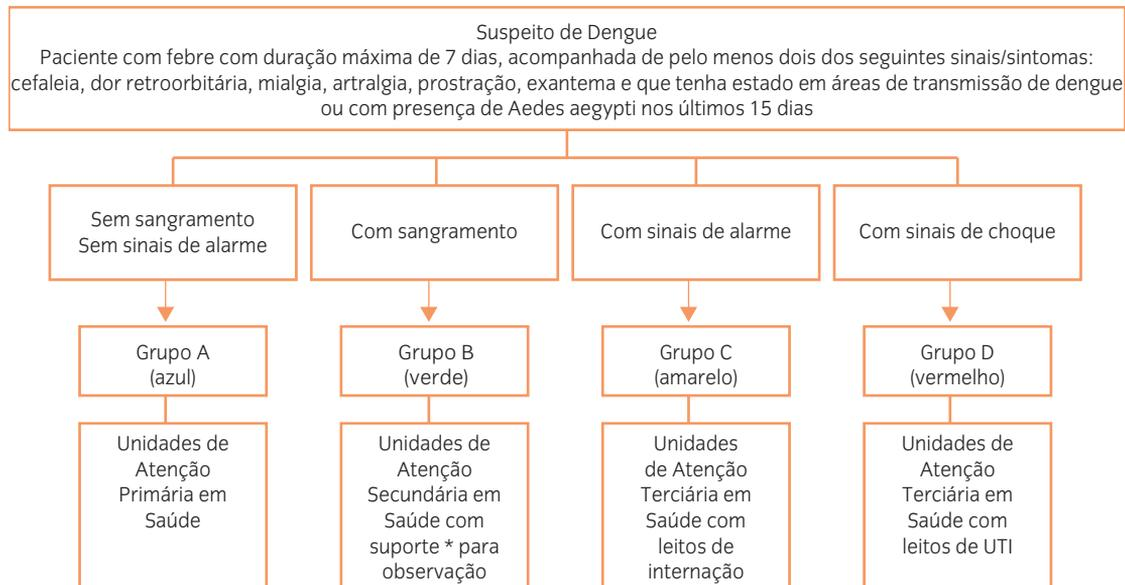 Suspeito de Dengue
Paciente com febre com duração máxima de 7 dias, acompanhada de pelo menos dois dos seguintes sinais/sintomas:
cefaleia, dor retroorbitária, mialgia, artralgia, prostração, exantema e que tenha estado em áreas de transmissão de dengue
ou com presença de Aedes aegypti nos últimos 15 dias
Sem sangramento
Sem sinais de alarme
Com sangramento
Com sinais de alarme
Com sinais de choque
Grupo A
(azul)
Grupo B
(verde)
Grupo C
(amarelo)
Grupo D
(vermelho)
Unidades de
Atenção
Primária em
Saúde
Unidades de
Atenção
Secundária em
Saúde com
suporte * para
observação
Unidades
de Atenção
Terciária em
Saúde com
leitos de
internação
Unidades de
Atenção
Terciária em
Saúde com
leitos de UTI